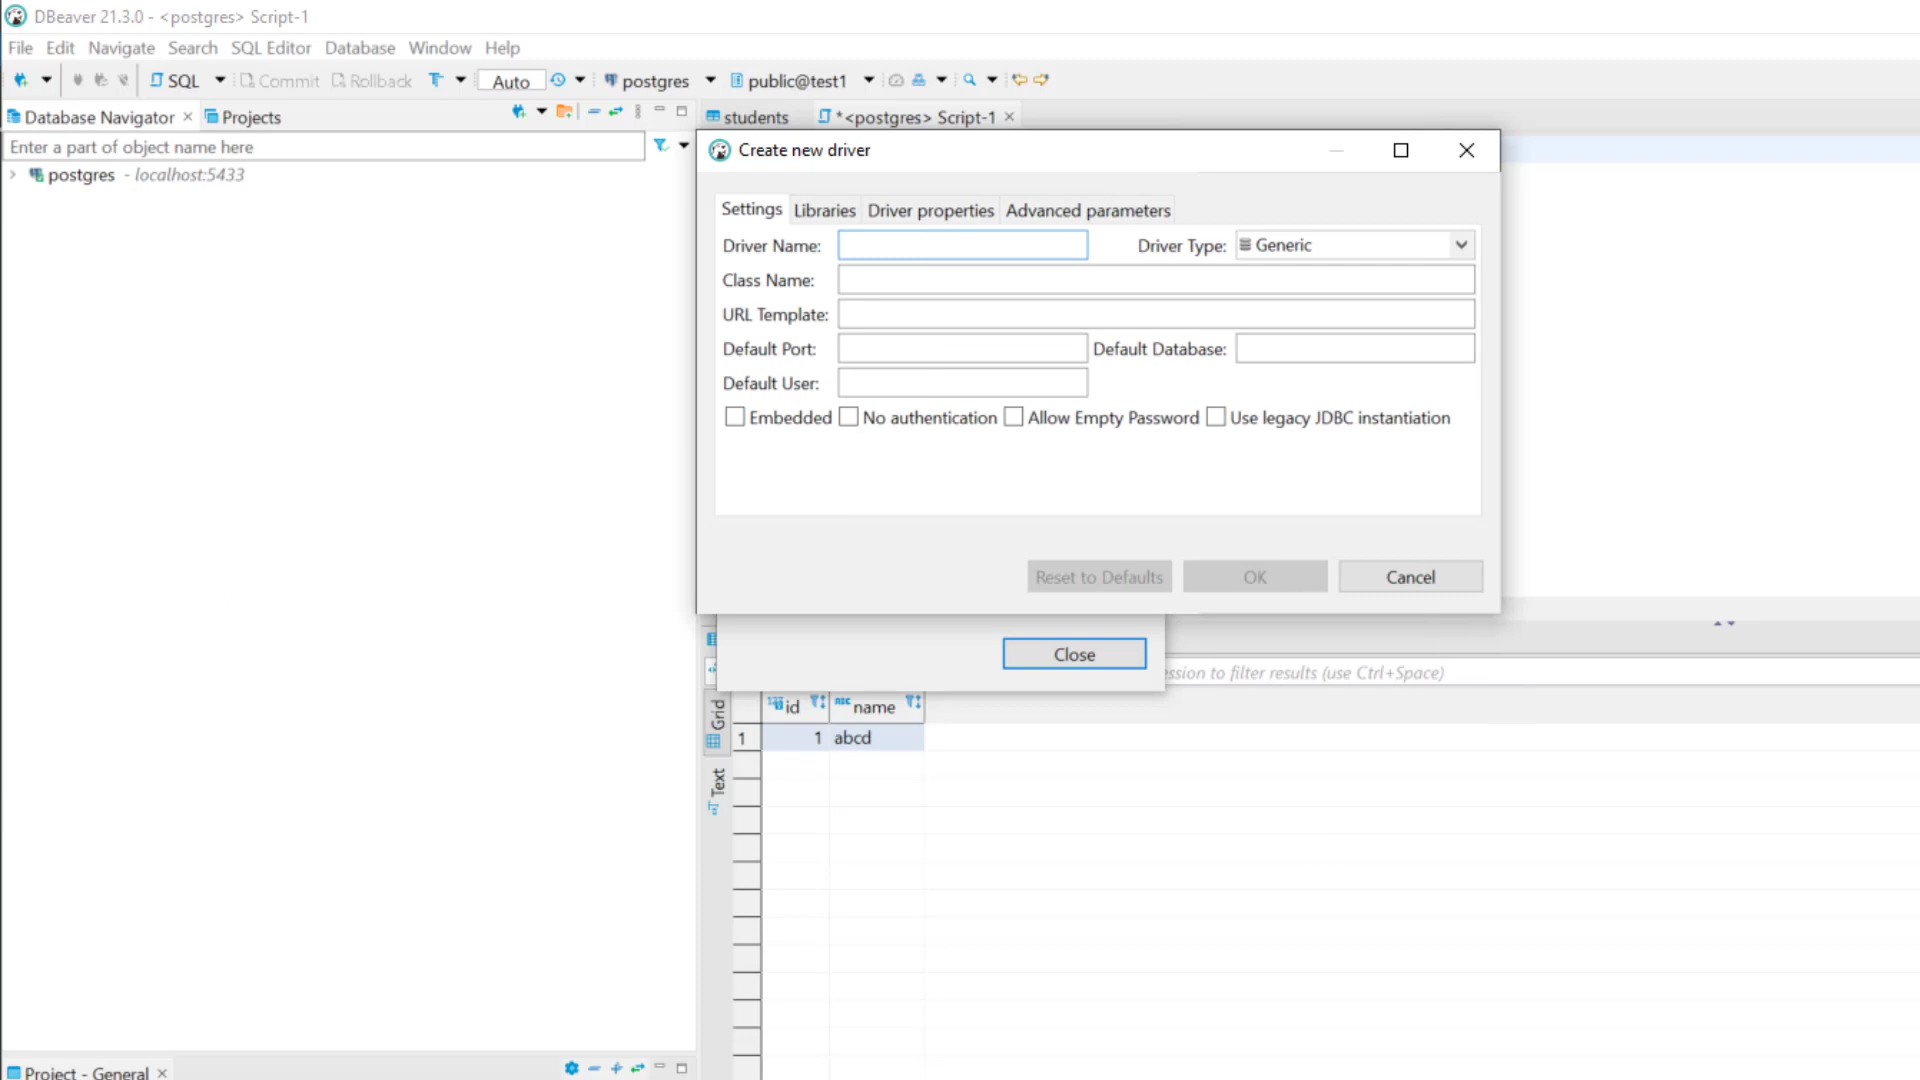 DBeaver 21.3.0 - <postgres> Script-1
File Edit Navigate Search SQL Editor Database Window Help
SQL Commit Rollback Auto postgres public@test1
Database Navigator Projects
students *<postgres> Script-1
Enter a part of object name here
postgres - localhost:5433
Create new driver
Settings Libraries Driver properties Advanced parameters
Driver Name: Driver Type: Generic
Class Name:
URL Template:
Default Port: Default Database:
Default User:
Embedded No authentication Allow Empty Password Use legacy JDBC instantiation
Reset to Defaults OK Cancel
Close
ssion to filter results (use Ctrl+Space)
Grid
Text
id name
1 1 abcd
Project - General